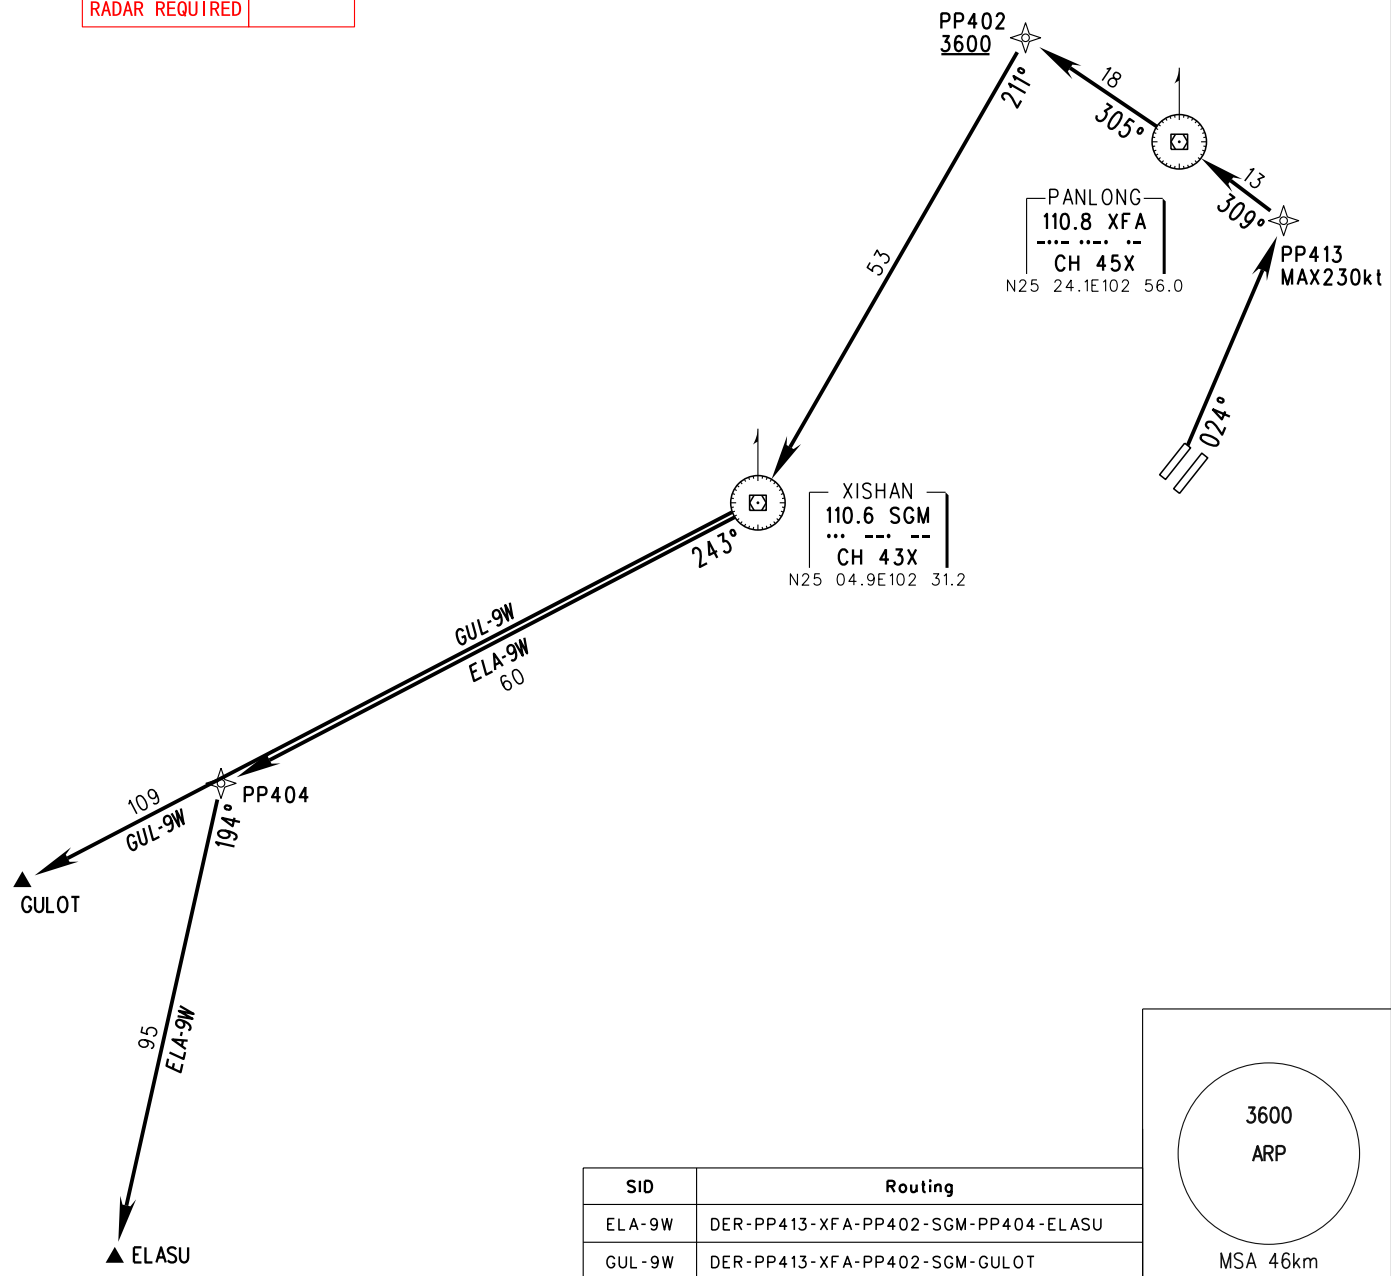 RADAR REQUIRED
PP402
3600
18
305°
211°
13
309°
PANLONG
110.8 XFA
-··- ··-· ·-
CH 45X
N25 24.1E102 56.0
PP413
MAX230kt
53
024°
XISHAN
110.6 SGM
··· --· --
CH 43X
N25 04.9E102 31.2
243°
GUL-9W
ELA-9W
60
PP404
109
GUL-9W
194°
GULOT
95
ELA-9W
ELASU
3600
ARP
MSA 46km
SID Routing
ELA-9W DER-PP413-XFA-PP402-SGM-PP404-ELASU
GUL-9W DER-PP413-XFA-PP402-SGM-GULOT